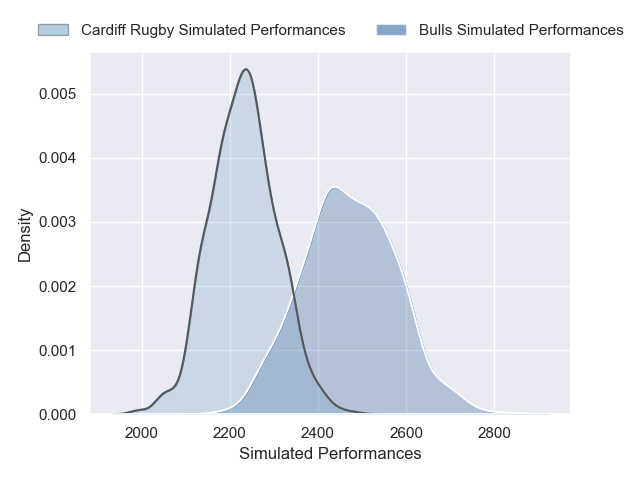 Cardiff Rugby Simulated Performances  Bulls Simulated Performances
0.005
0.004
0.003
0.002
0.001
0.000
Density
2000 2200 2400 2600 2800
Simulated Performances